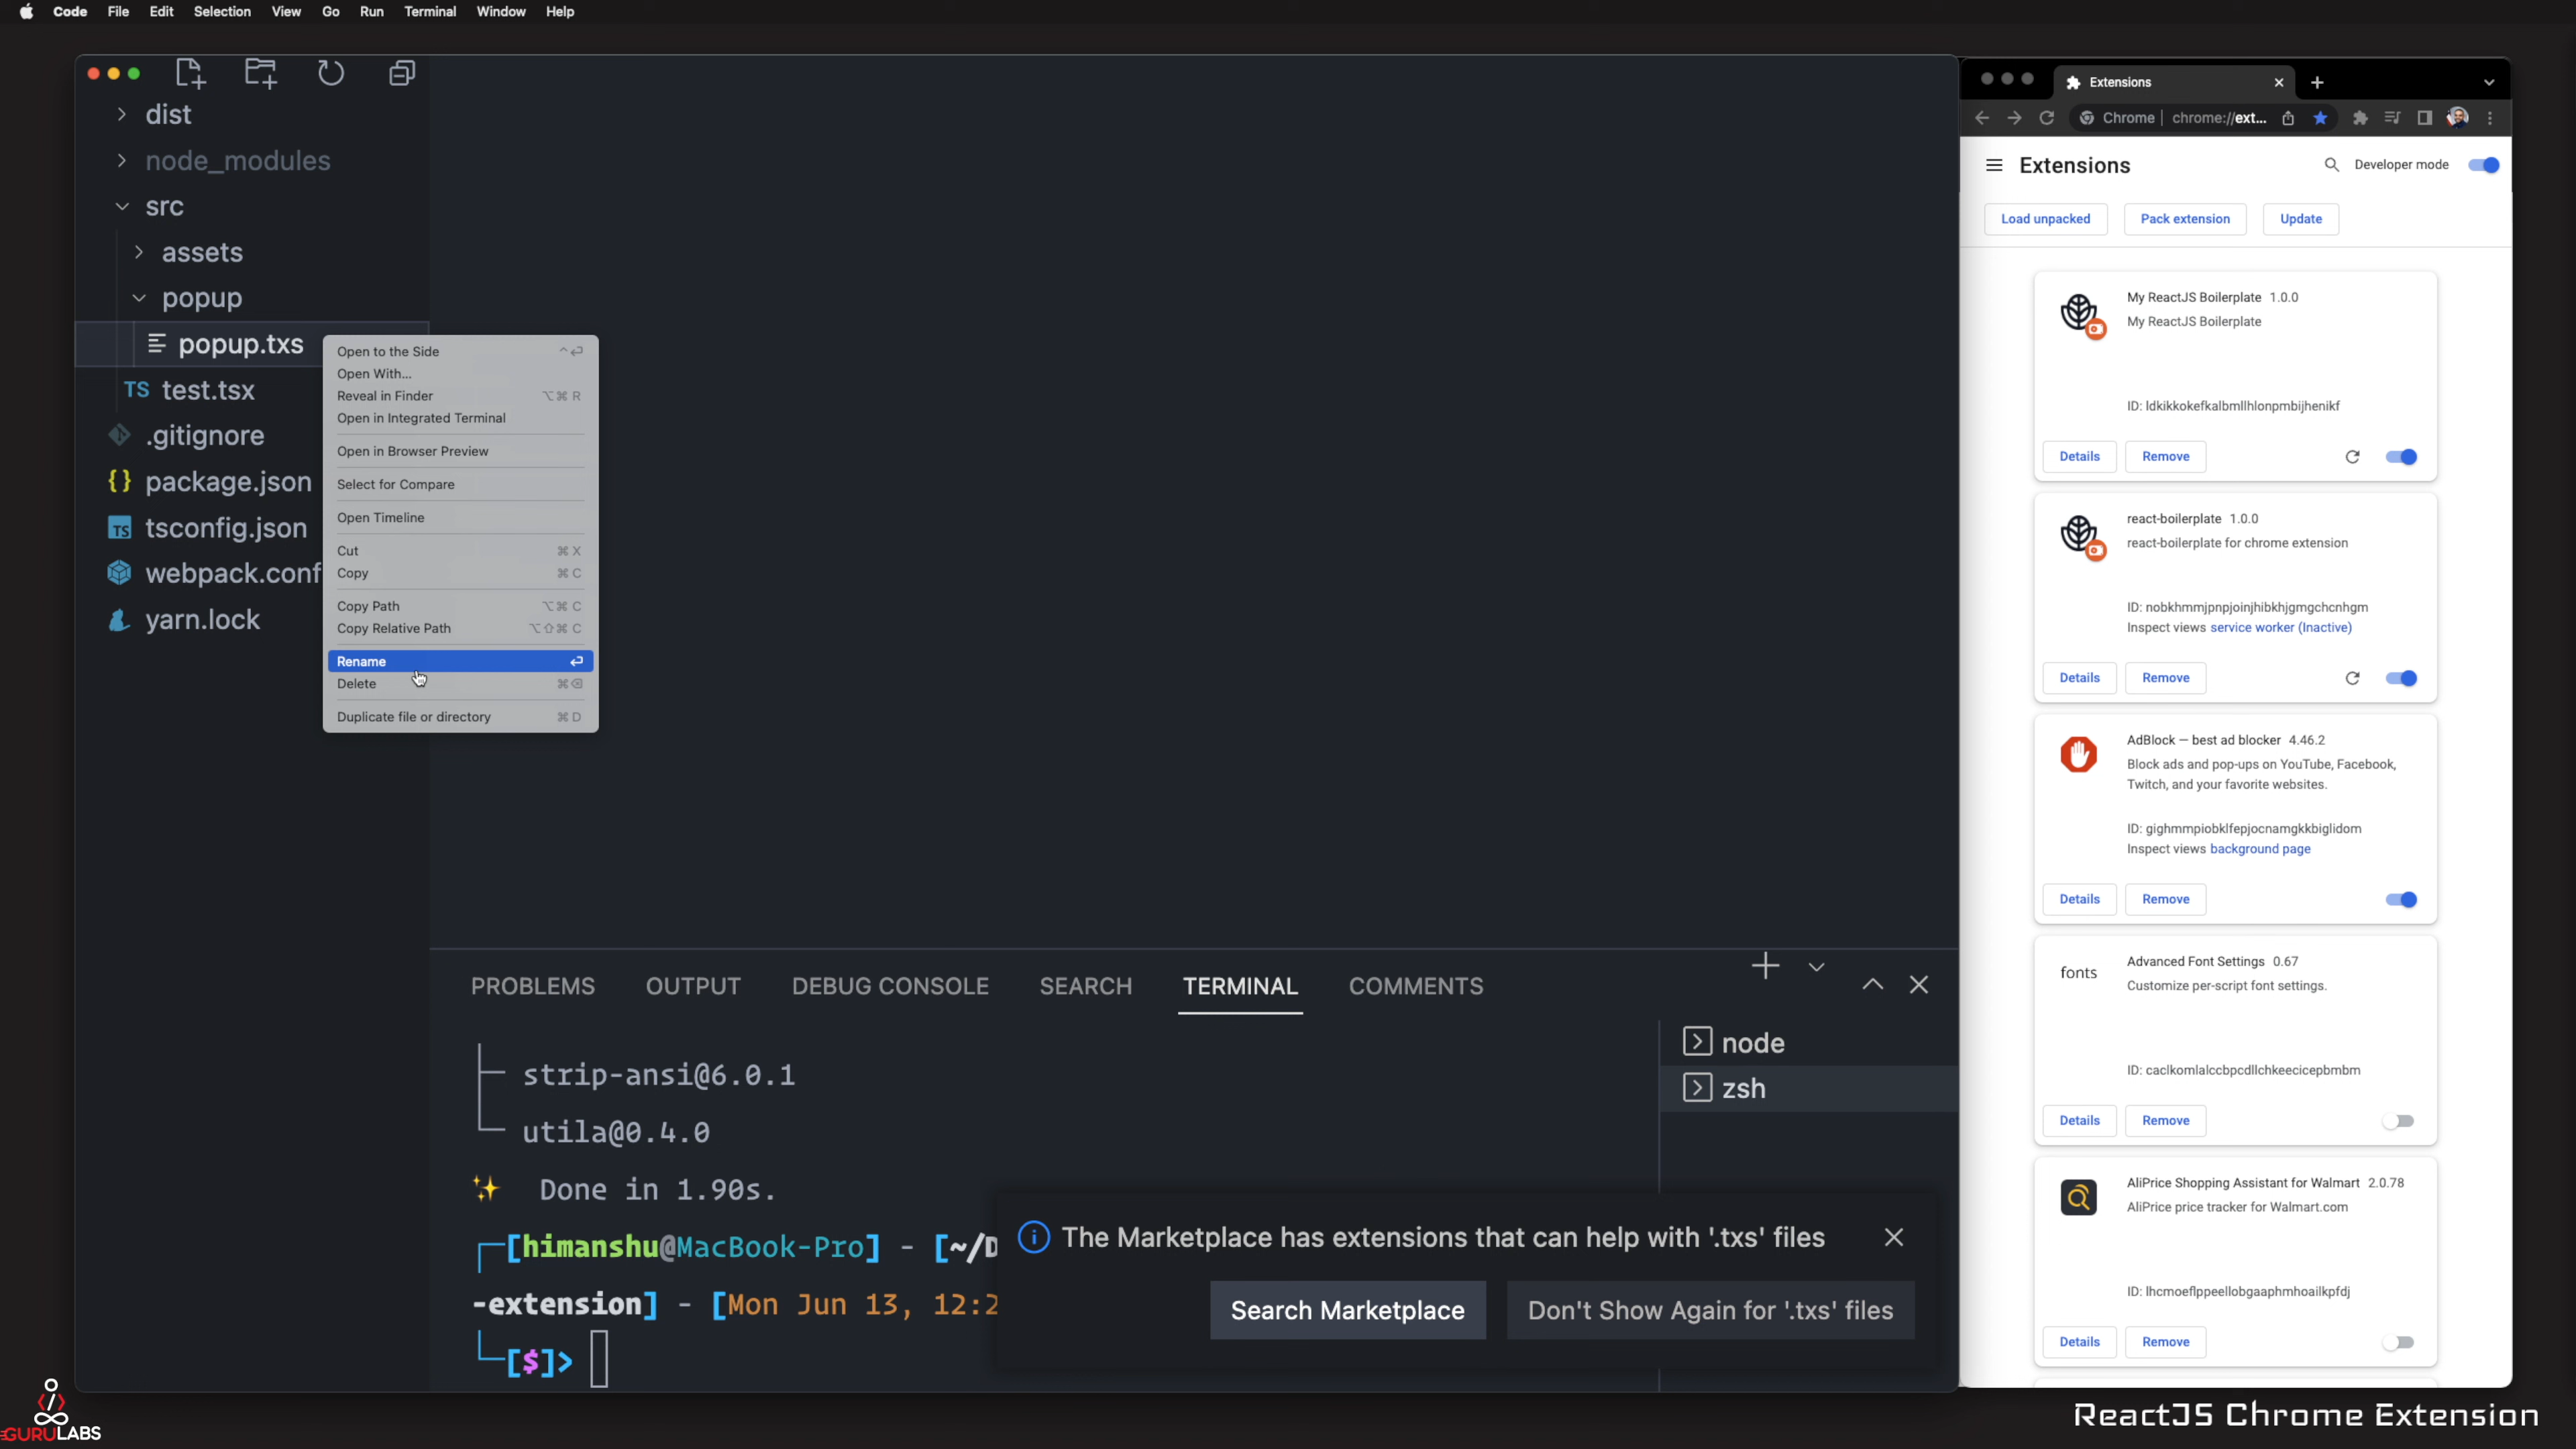 Code File Edit Selection View Go Run Terminal Window Help
dist
node_modules
src
assets
popup
popup.txs
TS test.tsx
.gitignore
{} package.json
TS tsconfig.json
webpack.conf
yarn.lock
Open to the Side ^⏎
Open With...
Reveal in Finder ⌥⌘ R
Open in Integrated Terminal
Open in Browser Preview
Select for Compare
Open Timeline
Cut ⌘ X
Copy ⌘ C
Copy Path ⌥⌘ C
Copy Relative Path ⌥⇧⌘ C
Rename ⏎
Delete ⌘⌫
Duplicate file or directory ⌘ D
PROBLEMS OUTPUT DEBUG CONSOLE SEARCH TERMINAL COMMENTS
├─ strip-ansi@6.0.1
└─ utila@0.4.0
✨ Done in 1.90s.
┌─[himanshu@MacBook-Pro] - [~/D
-extension] - [Mon Jun 13, 12:2
└─[$]>
node
zsh
The Marketplace has extensions that can help with '.txs' files
Search Marketplace
Don't Show Again for '.txs' files
Extensions
Chrome | chrome://ext...
Extensions
Developer mode
Load unpacked
Pack extension
Update
My ReactJS Boilerplate 1.0.0
My ReactJS Boilerplate
ID: ldkikkokefkalbmllhlonpmbijhenikf
Details
Remove
react-boilerplate 1.0.0
react-boilerplate for chrome extension
ID: nobkhmmjpnpjoinjhibkhjgmgchcnhgm
Inspect views service worker (Inactive)
Details
Remove
AdBlock — best ad blocker 4.46.2
Block ads and pop-ups on YouTube, Facebook,
Twitch, and your favorite websites.
ID: gighmmpiobklfepjocnamgkkbiglidom
Inspect views background page
Details
Remove
fonts
Advanced Font Settings 0.67
Customize per-script font settings.
ID: caclkomlalccbpcdllchkeecicepbmbm
Details
Remove
AliPrice Shopping Assistant for Walmart 2.0.78
AliPrice price tracker for Walmart.com
ID: lhcmoeflppeellobgaaphmhoailkpfdj
Details
Remove
GURULABS
ReactJS Chrome Extension